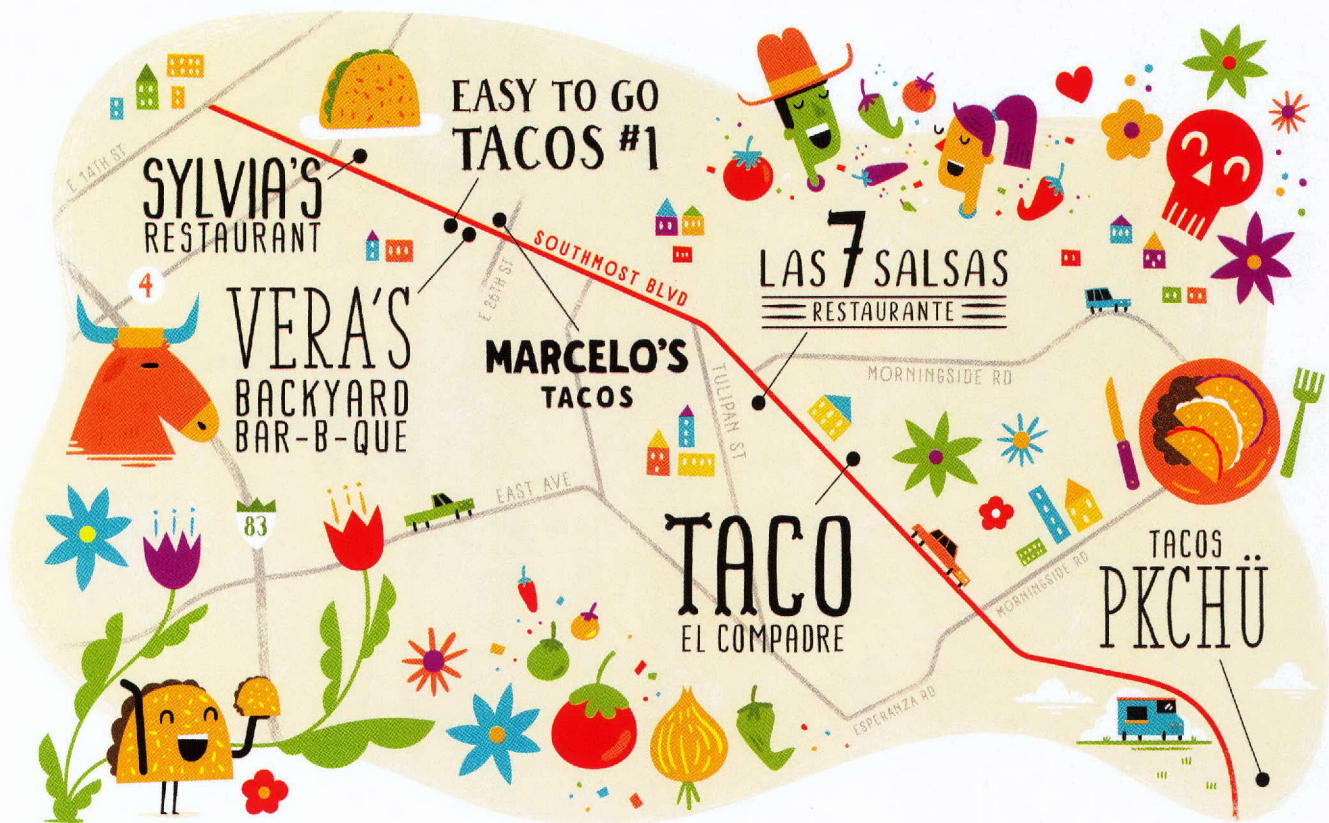 EASY TO GO
TACOS #1
E 14TH ST
SYLVIA'S
RESTAURANT
4
SOUTHMOST BLVD
E 26TH ST
LAS 7 SALSAS
RESTAURANTE
VERA'S
BACKYARD
BAR-B-QUE
MARCELO'S
TACOS
MORNINGSIDE RD
TULIPAN ST
EAST AVE
83
TACO
EL COMPADRE
MORNINGSIDE RD
TACOS
PKCHÜ
ESPERANZA RD